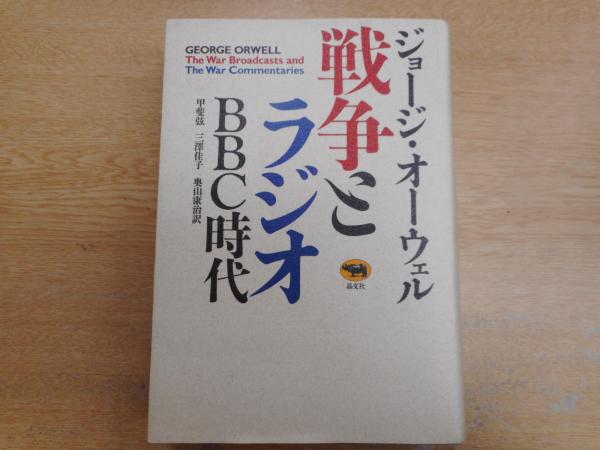 GEORGE ORWELL
The War Broadcasts and
The War Commentaries
ジョージ・オーウェル
戦争と
ラジオ
BBC時代
甲斐弦 三澤佳子 奥山康治訳
晶文社